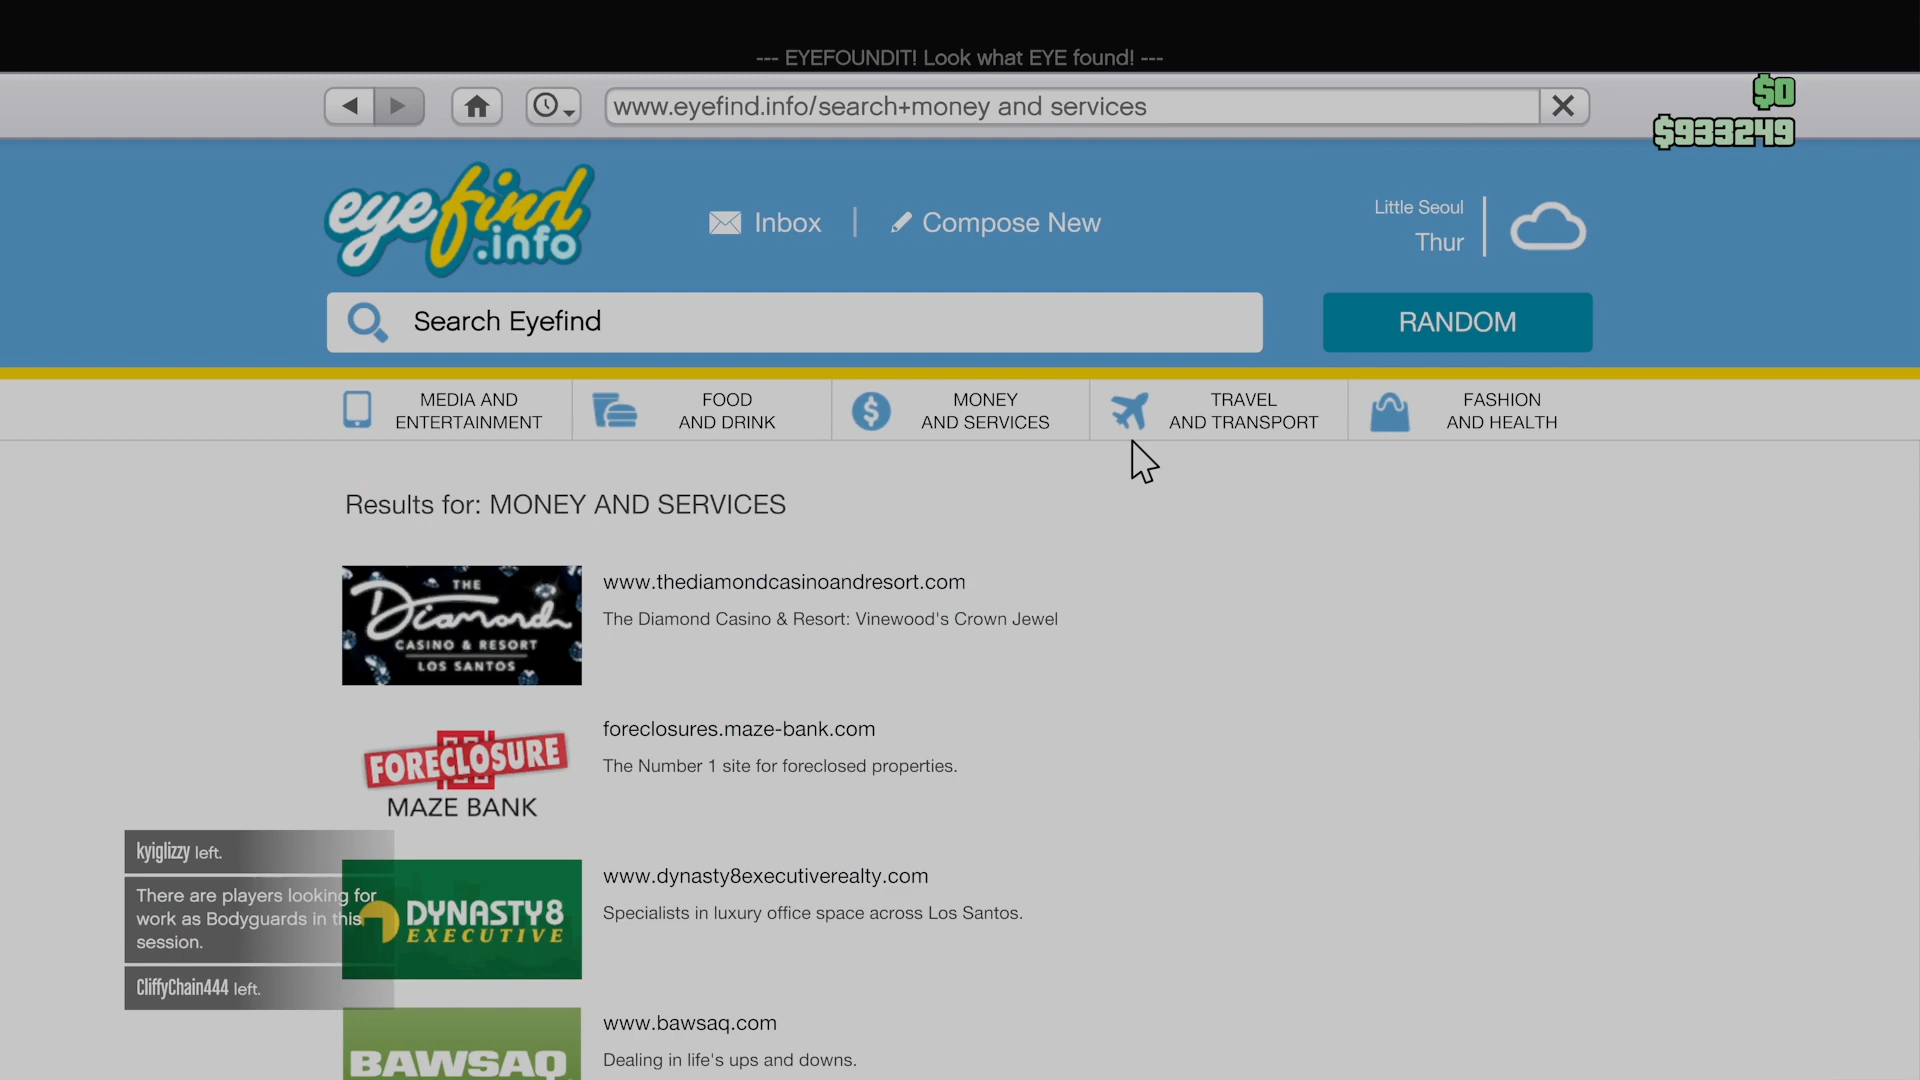 --- EYEFOUNDIT! Look what EYE found! ---
www.eyefind.info/search+money and services
$0
$933249
eyefind
.info
Inbox
Compose New
Little Seoul
Thur
Search Eyefind
RANDOM
MEDIA AND
ENTERTAINMENT
FOOD
AND DRINK
MONEY
AND SERVICES
TRAVEL
AND TRANSPORT
FASHION
AND HEALTH
Results for: MONEY AND SERVICES
THE
Diamond
CASINO & RESORT
LOS SANTOS
www.thediamondcasinoandresort.com
The Diamond Casino & Resort: Vinewood's Crown Jewel
FORECLOSURE
MAZE BANK
foreclosures.maze-bank.com
The Number 1 site for foreclosed properties.
kyiglizzy left.
There are players looking for
work as Bodyguards in this
session.
CliffyChain444 left.
DYNASTY8
EXECUTIVE
www.dynasty8executiverealty.com
Specialists in luxury office space across Los Santos.
BAWSAQ
www.bawsaq.com
Dealing in life's ups and downs.